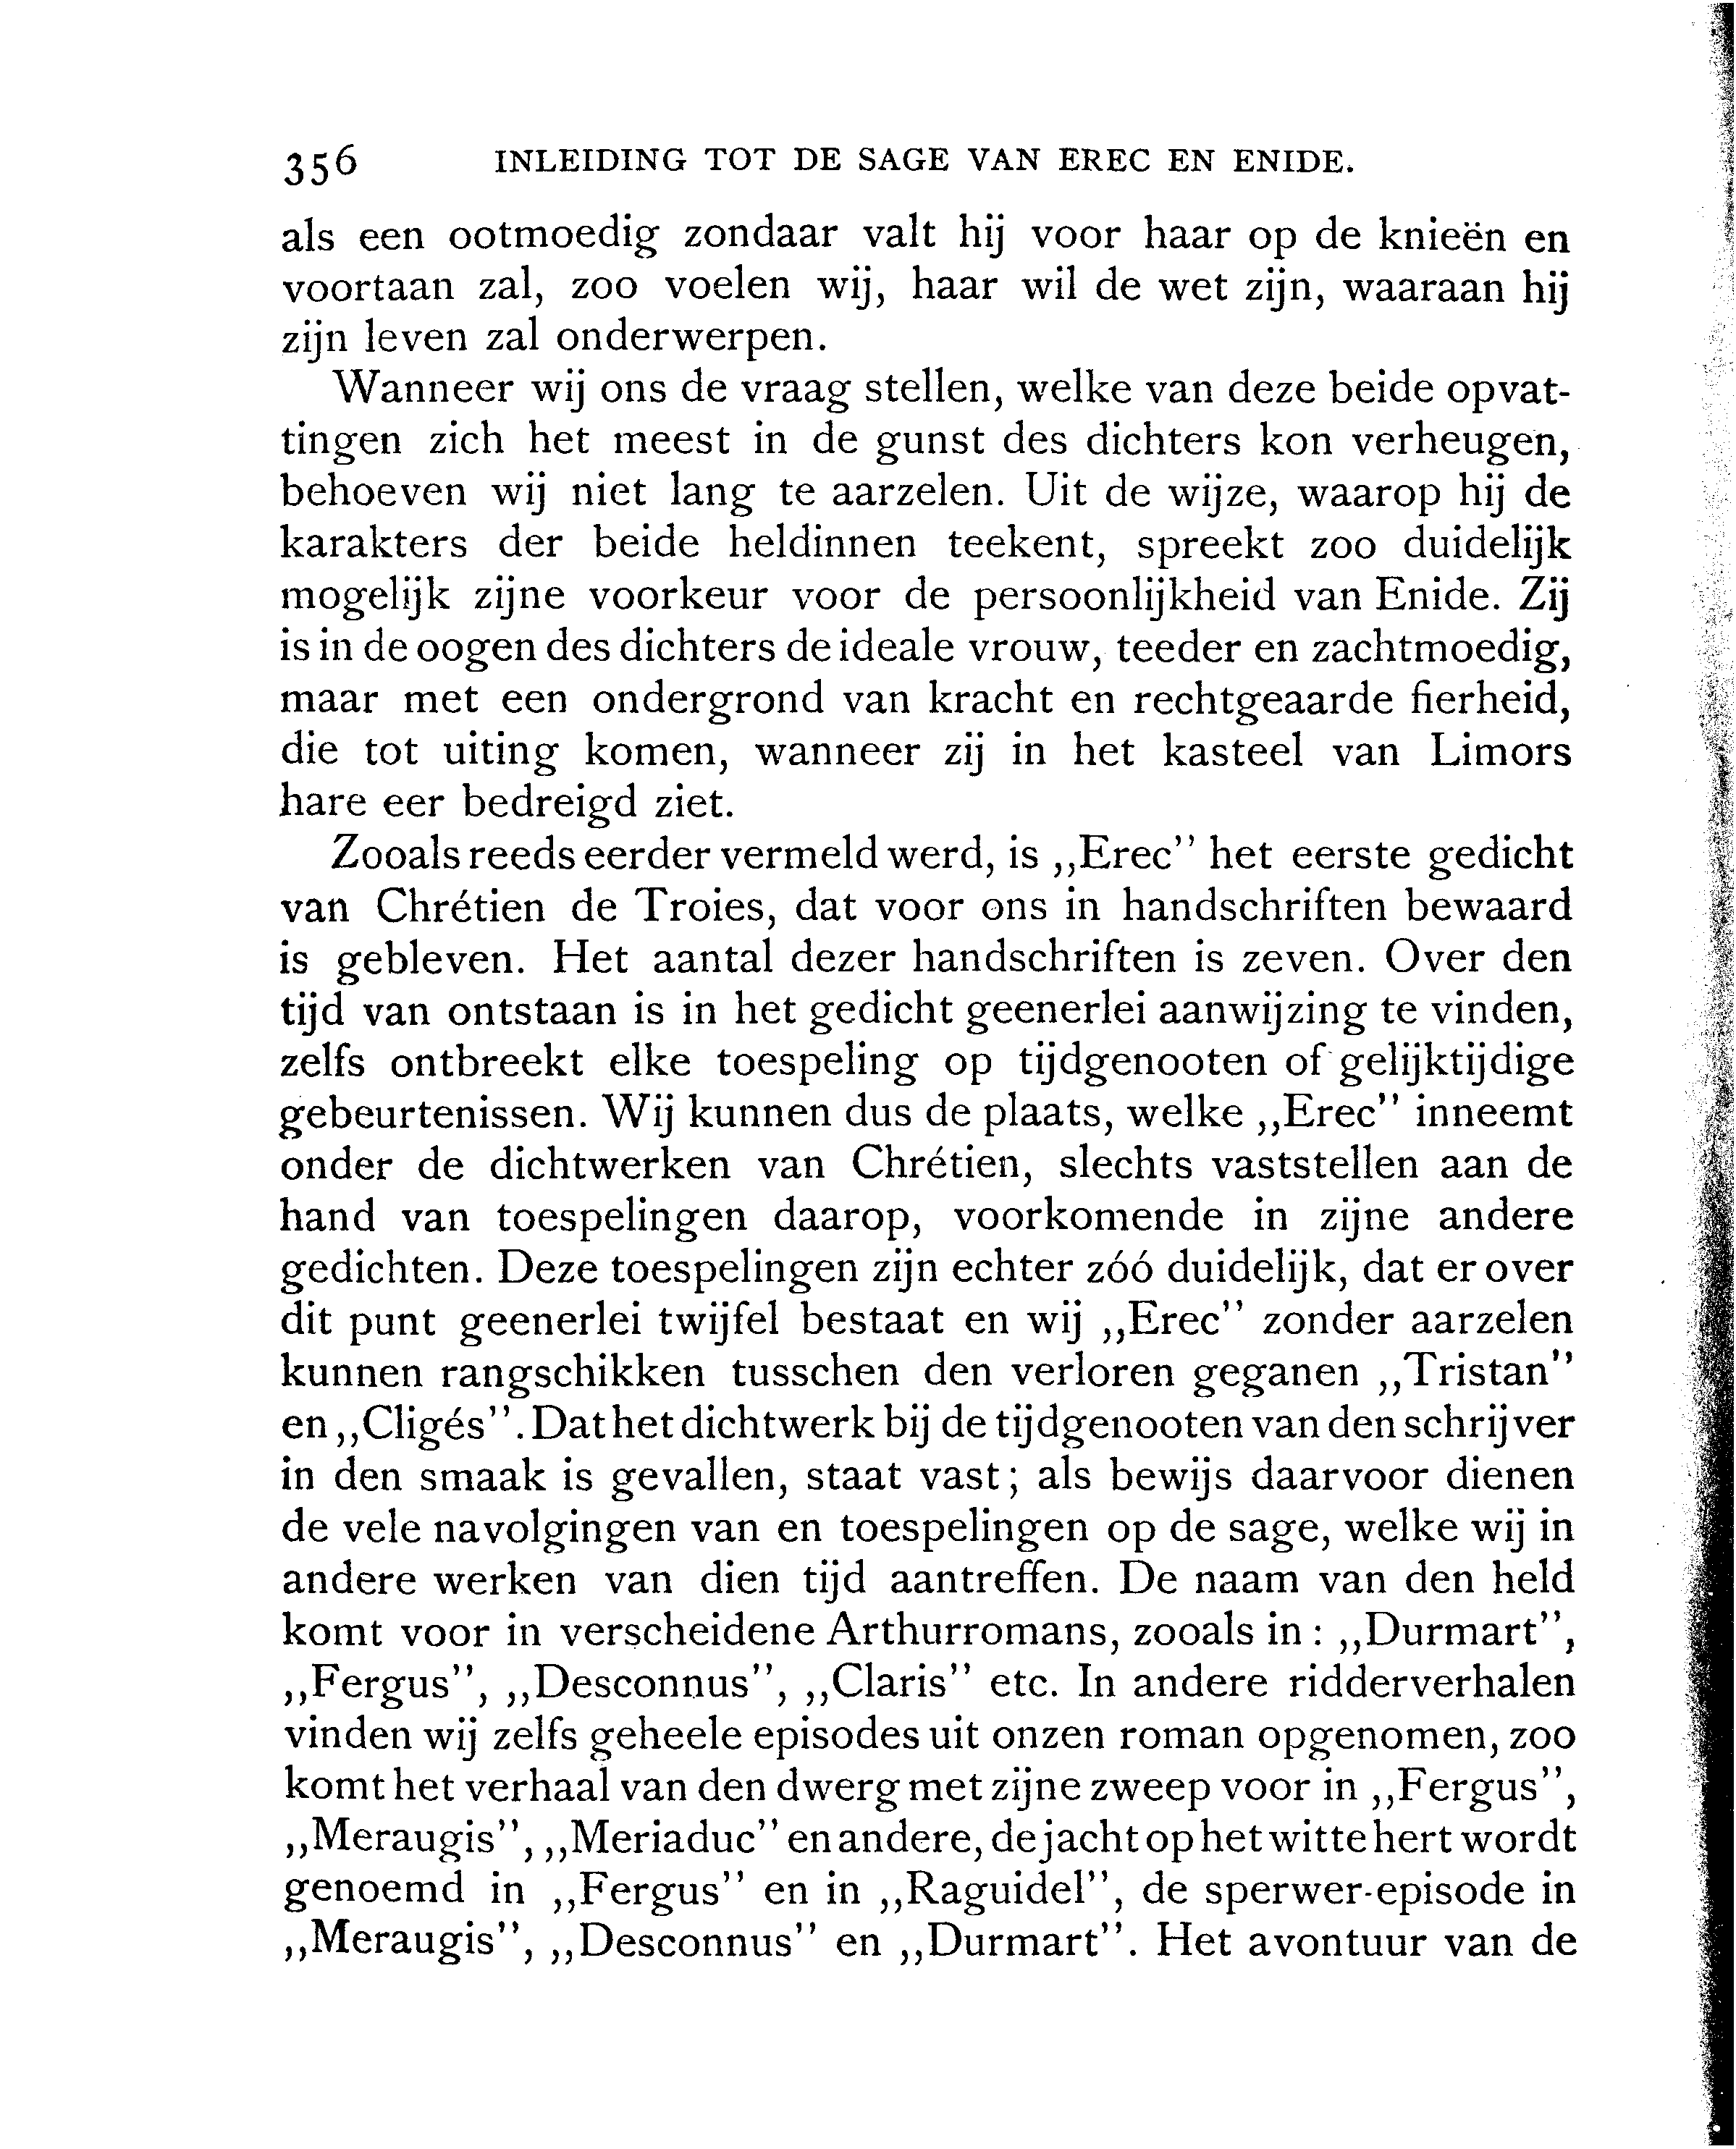 356 INLEIDING TOT DE SAGE VAN EREC EN ENIDE.
als een ootmoedig zondaar valt hij voor haar op de knieën en
voortaan zal, zoo voelen wij, haar wil de wet zijn, waaraan hij
zijn leven zal onderwerpen.
Wanneer wij ons de vraag stellen, welke van deze beide opvat-
tingen zich het meest in de gunst des dichters kon verheugen,
behoeven wij niet lang te aarzelen. Uit de wijze, waarop hij de
karakters der beide heldinnen teekent, spreekt zoo duidelijk
mogelijk zijne voorkeur voor de persoonlijkheid van Enide. Zij
is in de oogen des dichters de ideale vrouw, teeder en zachtmoedig,
maar met een ondergrond van kracht en rechtgeaarde fierheid,
die tot uiting komen, wanneer zij in het kasteel van Limors
hare eer bedreigd ziet.
Zooals reeds eerder vermeld werd, is ,,Erec'' het eerste gedicht
van Chrétien de Troies, dat voor ons in handschriften bewaard
is gebleven. Het aantal dezer handschriften is zeven. Over den
tijd van ontstaan is in het gedicht geenerlei aanwijzing te vinden,
zelfs ontbreekt elke toespeling op tijdgenooten of gelijktijdige
gebeurtenissen. Wij kunnen dus de plaats, welke ,,Erec'' inneemt
onder de dichtwerken van Chrétien, slechts vaststellen aan de
hand van toespelingen daarop, voorkomende in zijne andere
gedichten. Deze toespelingen zijn echter zóó duidelijk, dat er over
dit punt geenerlei twijfel bestaat en wij ,,Erec'' zonder aarzelen
kunnen rangschikken tusschen den verloren geganen ,,Tristan''
en ,,Cligés''. Dat het dichtwerk bij de tijdgenooten van den schrijver
in den smaak is gevallen, staat vast; als bewijs daarvoor dienen
de vele navolgingen van en toespelingen op de sage, welke wij in
andere werken van dien tijd aantreffen. De naam van den held
komt voor in verscheidene Arthurromans, zooals in: ,,Durmart'',
,,Fergus'', ,,Desconnus'', ,,Claris'' etc. In andere ridderverhalen
vinden wij zelfs geheele episodes uit onzen roman opgenomen, zoo
komt het verhaal van den dwerg met zijne zweep voor in ,,Fergus'',
,,Meraugis'', ,,Meriaduc'' en andere, de jacht op het witte hert wordt
genoemd in ,,Fergus'' en in ,,Raguidel'', de sperwer-episode in
,,Meraugis'', ,,Desconnus'' en ,,Durmart''. Het avontuur van de